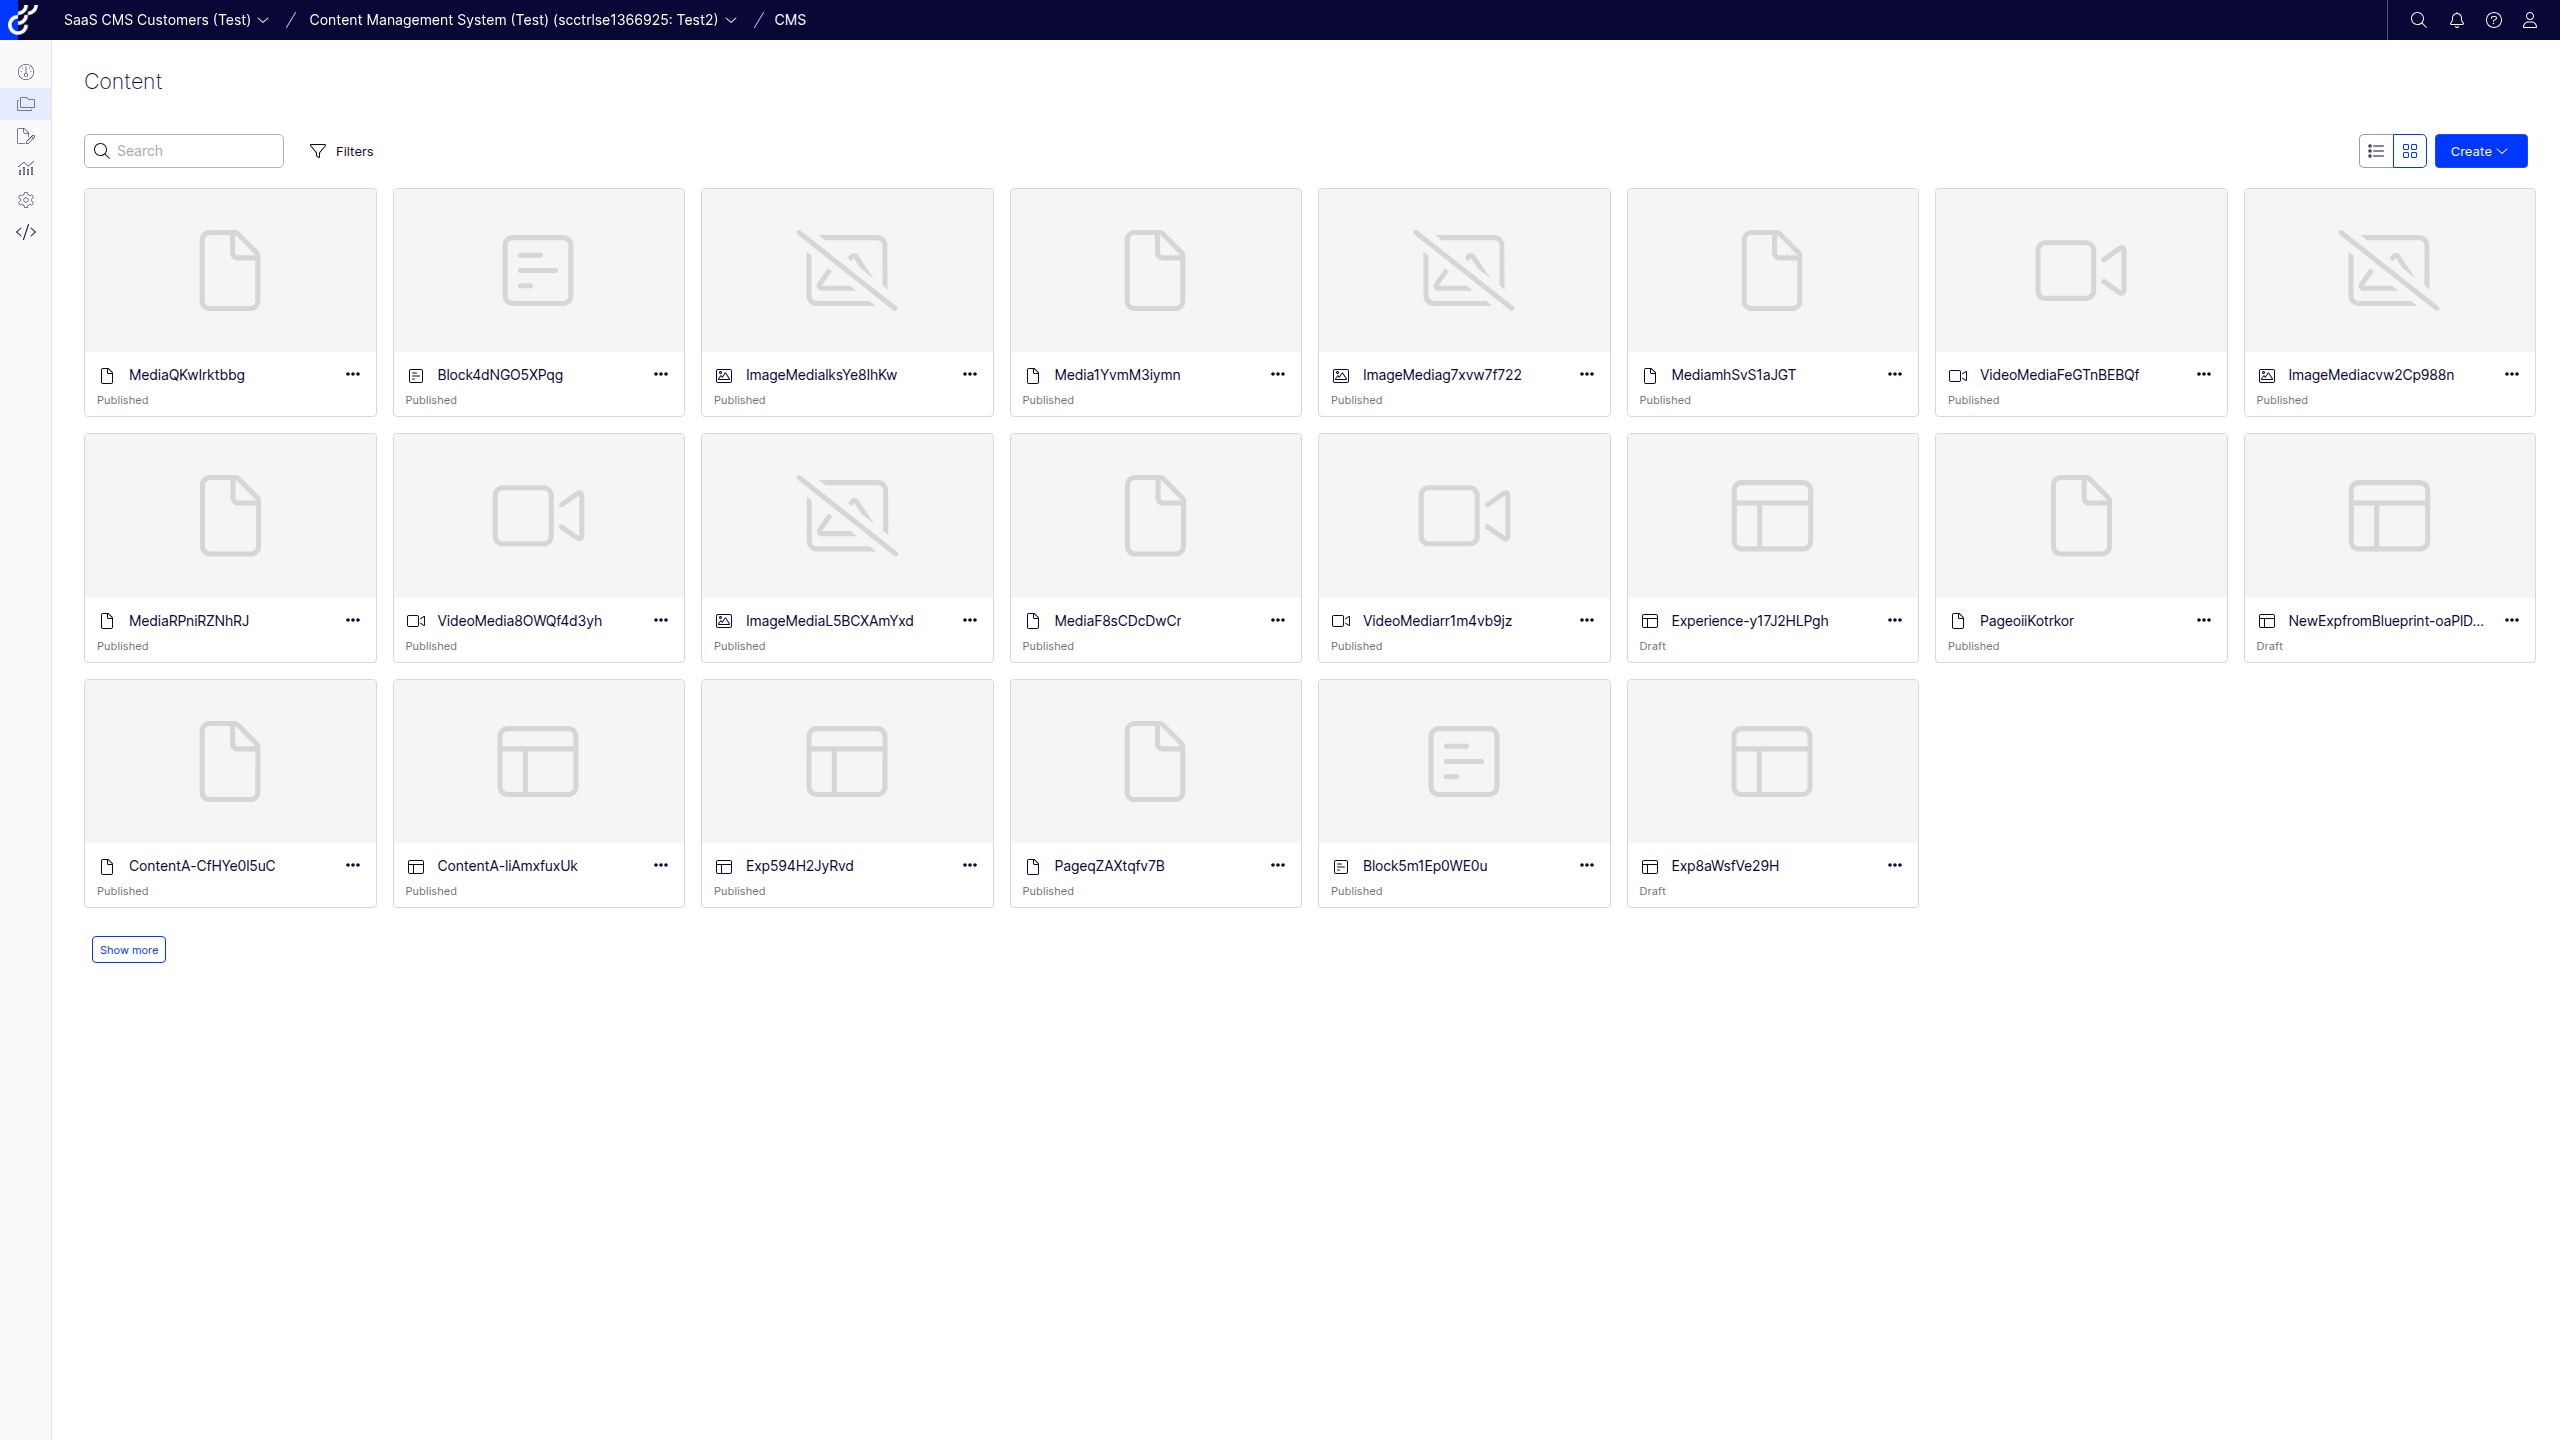 SaaS CMS Customers (Test) / Content Management System (Test) (scctrlse1366925: Test2) / CMS
Content
Search Filters Create
MediaQKwlrktbbg Block4dNGO5XPqg ImageMedialksYe8lhKw Media1YvmM3iymn ImageMediag7xvw7f722 MediamhSvS1aJGT VideoMediaFeGTnBEBQf ImageMediacvw2Cp988n
Published Published Published Published Published Published Published Published
MediaRPniRZNhRJ VideoMedia8OWQf4d3yh ImageMediaL5BCXAmYxd MediaF8sCDcDwCr VideoMediarr1m4vb9jz Experience-y17J2HLPgh PageoiiKotrkor NewExpfromBlueprint-oaPID...
Published Published Published Published Published Draft Published Draft
ContentA-CfHYe0l5uC ContentA-liAmxfuxUk Exp594H2JyRvd PageqZAXtqfv7B Block5m1Ep0WE0u Exp8aWsfVe29H
Published Published Published Published Published Draft
Show more